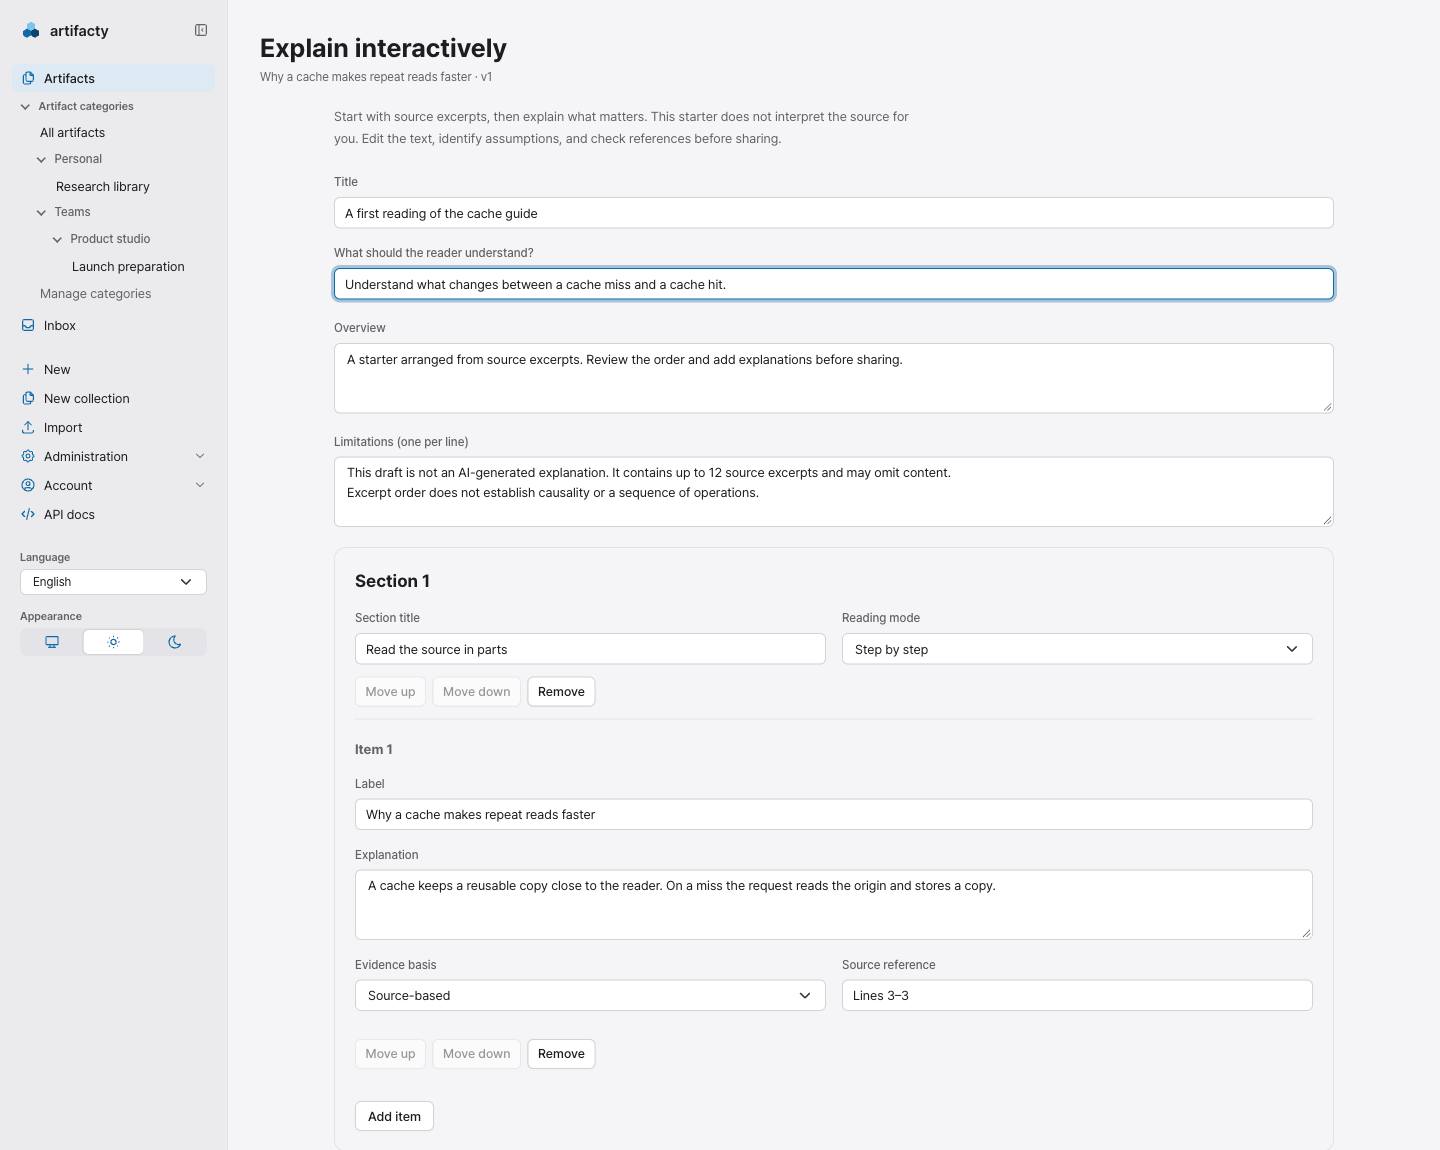 artifacty
Artifacts
Artifact categories
All artifacts
Personal
Research library
Teams
Product studio
Launch preparation
Manage categories
Inbox
New
New collection
Import
Administration
Account
API docs
Language
English
Appearance
Explain interactively
Why a cache makes repeat reads faster · v1
Start with source excerpts, then explain what matters. This starter does not interpret the source for
you. Edit the text, identify assumptions, and check references before sharing.
Title
A first reading of the cache guide
What should the reader understand?
Understand what changes between a cache miss and a cache hit.
Overview
A starter arranged from source excerpts. Review the order and add explanations before sharing.
Limitations (one per line)
This draft is not an AI-generated explanation. It contains up to 12 source excerpts and may omit content.
Excerpt order does not establish causality or a sequence of operations.
Section 1
Section title
Reading mode
Read the source in parts
Step by step
Move up
Move down
Remove
Item 1
Label
Why a cache makes repeat reads faster
Explanation
A cache keeps a reusable copy close to the reader. On a miss the request reads the origin and stores a copy.
Evidence basis
Source reference
Source-based
Lines 3–3
Move up
Move down
Remove
Add item